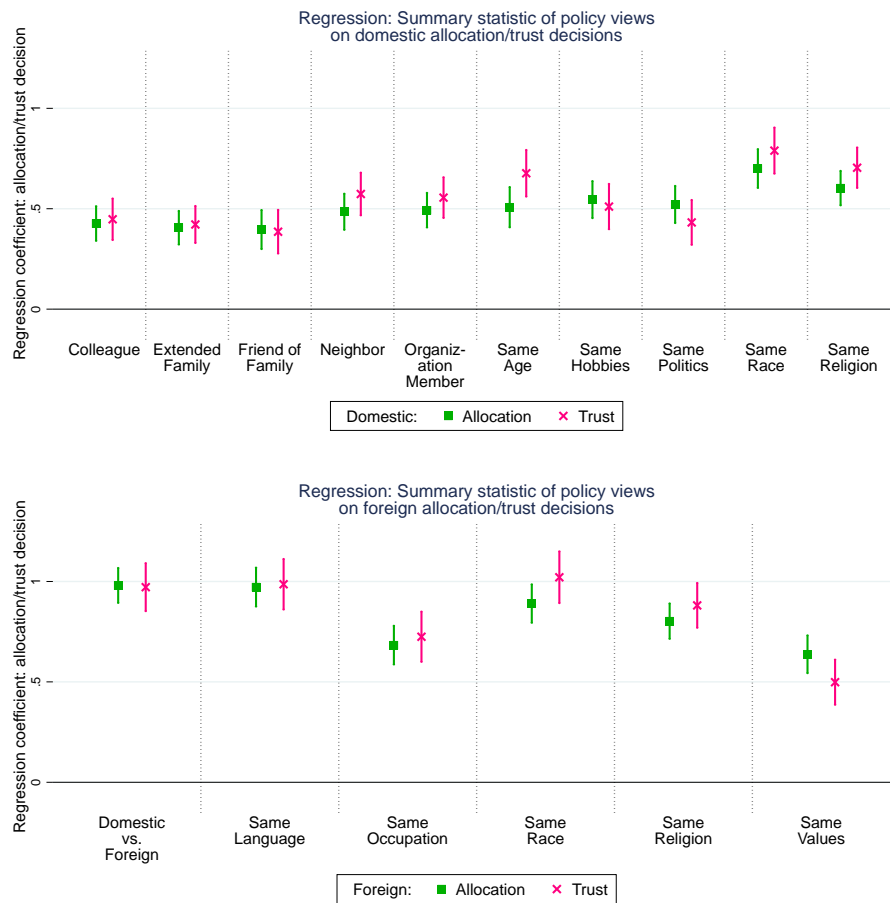 Regression: Summary statistic of policy views
on domestic allocation/trust decisions
Regression coefficient: allocation/trust decision
1
.5
0
Colleague
Extended
Family
Friend of
Family
Neighbor
Organiz-
ation
Member
Same
Age
Same
Hobbies
Same
Politics
Same
Race
Same
Religion
Domestic: Allocation Trust
Regression: Summary statistic of policy views
on foreign allocation/trust decisions
Regression coefficient: allocation/trust decision
1
.5
0
Domestic
vs.
Foreign
Same
Language
Same
Occupation
Same
Race
Same
Religion
Same
Values
Foreign: Allocation Trust